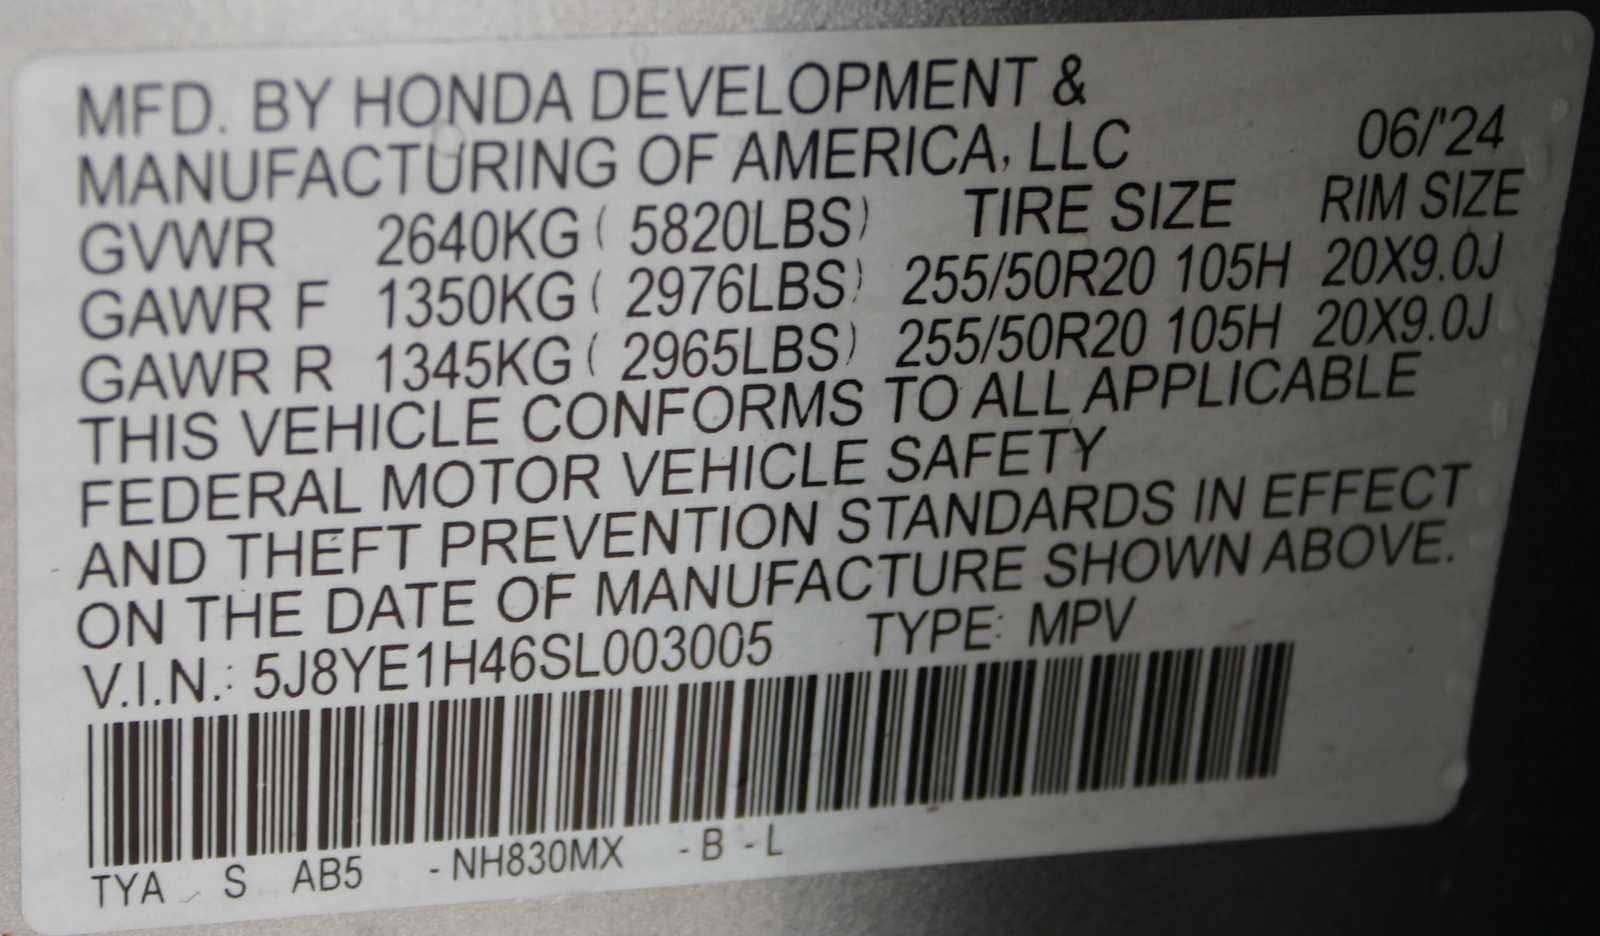 MFD. BY HONDA DEVELOPMENT &
MANUFACTURING OF AMERICA, LLC 06/'24
GVWR 2640KG ( 5820LBS) TIRE SIZE RIM SIZE
GAWR F 1350KG ( 2976LBS) 255/50R20 105H 20X9.0J
GAWR R 1345KG ( 2965LBS) 255/50R20 105H 20X9.0J
THIS VEHICLE CONFORMS TO ALL APPLICABLE
FEDERAL MOTOR VEHICLE SAFETY
AND THEFT PREVENTION STANDARDS IN EFFECT
ON THE DATE OF MANUFACTURE SHOWN ABOVE.
V.I.N.: 5J8YE1H46SL003005 TYPE: MPV
TYA S AB5 -NH830MX - B - L